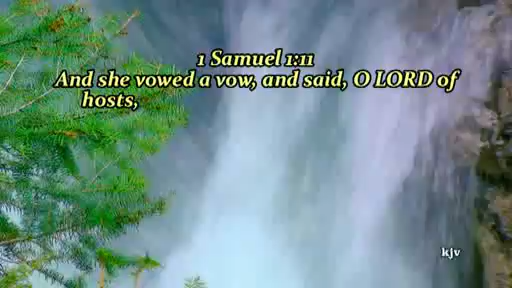 1 Samuel 1:11
And she vowed a vow, and said, O LORD of
hosts,
kjv